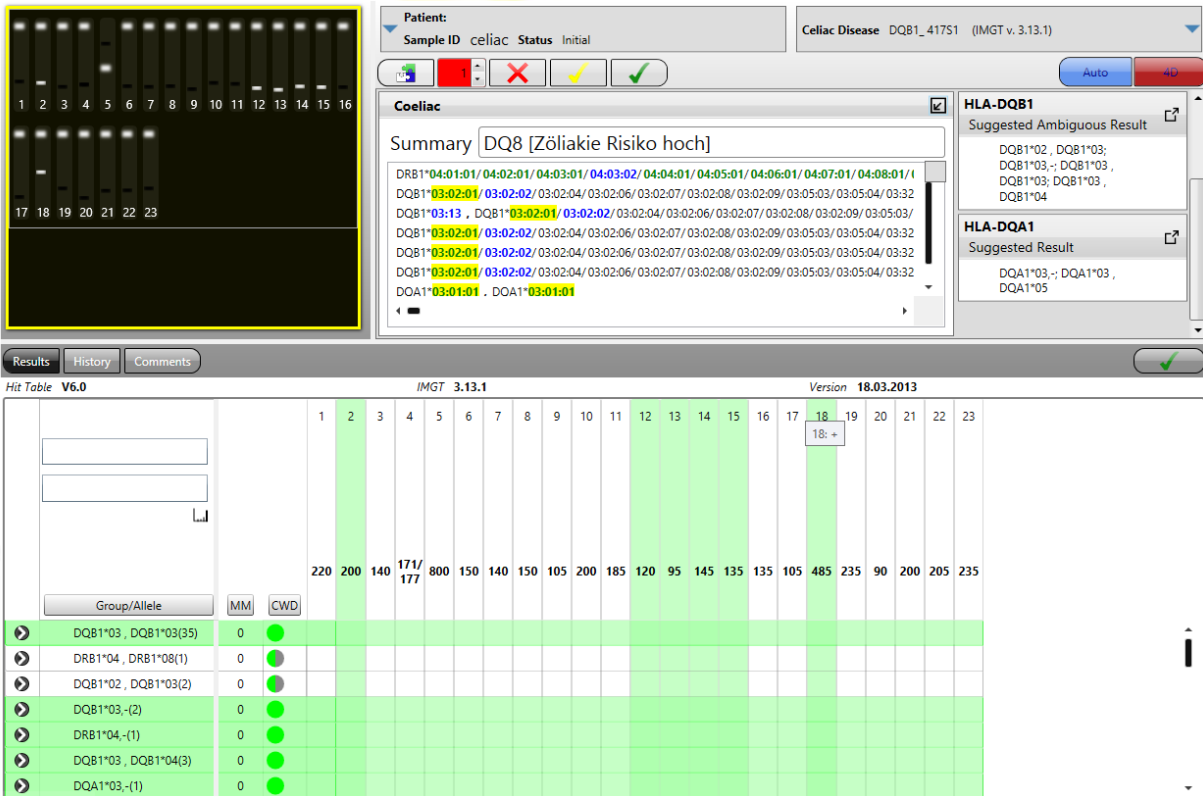 1 2 3 4 5 6 7 8 9 10 11 12 13 14 15 16
17 18 19 20 21 22 23
Patient:
Sample ID celiac Status Initial
Celiac Disease DQB1_417S1 (IMGT v. 3.13.1)
1
Auto
4D
Coeliac
Summary DQ8 [Zöliakie Risiko hoch]
DRB1*04:01:01/04:02:01/04:03:01/04:03:02/04:04:01/04:05:01/04:06:01/04:07:01/04:08:01/
DQB1*03:02:01/03:02:02/03:02:04/03:02:06/03:02:07/03:02:08/03:02:09/03:05:03/03:05:04/03:32
DQB1*03:13 , DQB1*03:02:01/03:02:02/03:02:04/03:02:06/03:02:07/03:02:08/03:02:09/03:05:03/
DQB1*03:02:01/03:02:02/03:02:04/03:02:06/03:02:07/03:02:08/03:02:09/03:05:03/03:05:04/03:32
DQB1*03:02:01/03:02:02/03:02:04/03:02:06/03:02:07/03:02:08/03:02:09/03:05:03/03:05:04/03:32
DQB1*03:02:01/03:02:02/03:02:04/03:02:06/03:02:07/03:02:08/03:02:09/03:05:03/03:05:04/03:32
DQA1*03:01:01 , DQA1*03:01:01
HLA-DQB1
Suggested Ambiguous Result
DQB1*02 , DQB1*03;
DQB1*03,-; DQB1*03 ,
DQB1*03; DQB1*03 ,
DQB1*04
HLA-DQA1
Suggested Result
DQA1*03,-; DQA1*03 ,
DQA1*05
Results History Comments
Hit Table V6.0 IMGT 3.13.1 Version 18.03.2013
1 2 3 4 5 6 7 8 9 10 11 12 13 14 15 16 17 18 19 20 21 22 23
18: +
220 200 140 171/177 800 150 140 150 105 200 185 120 95 145 135 135 105 485 235 90 200 205 235
Group/Allele MM CWD
DQB1*03 , DQB1*03(35) 0
DRB1*04 , DRB1*08(1) 0
DQB1*02 , DQB1*03(2) 0
DQB1*03,-(2) 0
DRB1*04,-(1) 0
DQB1*03 , DQB1*04(3) 0
DQA1*03,-(1) 0